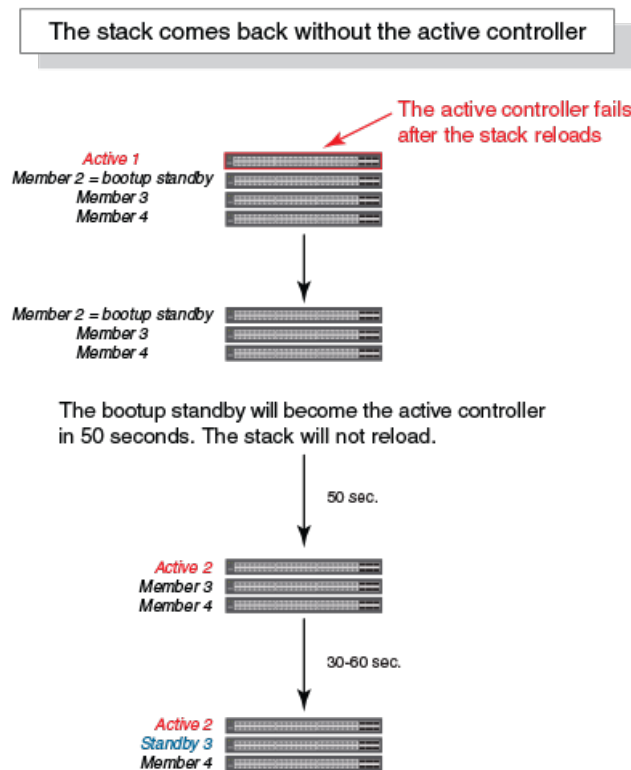 The stack comes back without the active controller
The active controller fails
after the stack reloads
Active 1
Member 2 = bootup standby
Member 3
Member 4
Member 2 = bootup standby
Member 3
Member 4
The bootup standby will become the active controller
in 50 seconds. The stack will not reload.
50 sec.
Active 2
Member 3
Member 4
30-60 sec.
Active 2
Standby 3
Member 4